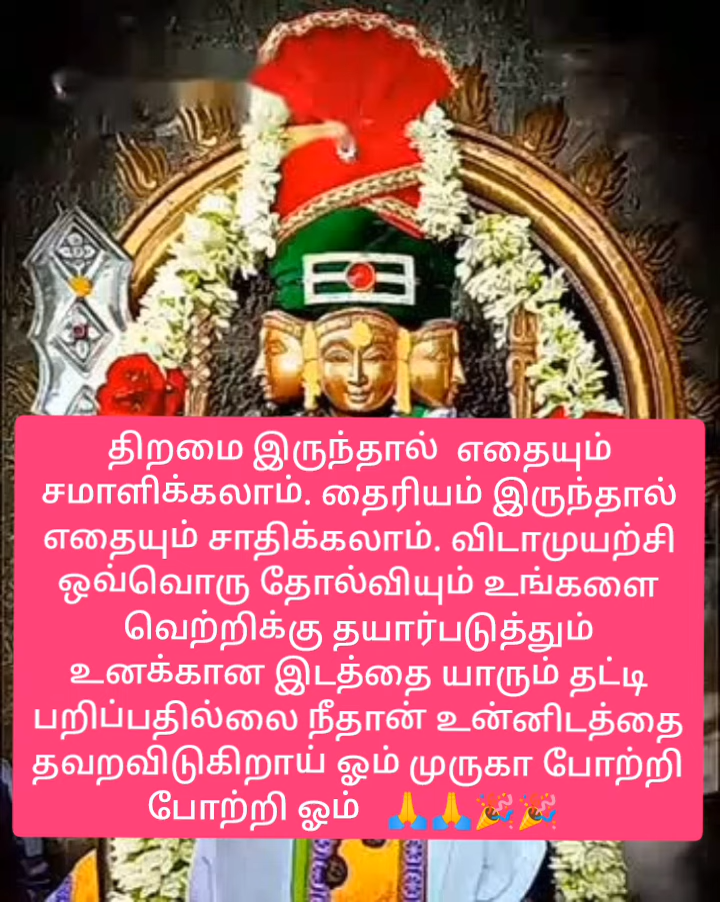 திறமை இருந்தால்  எதையும்
சமாளிக்கலாம். தைரியம் இருந்தால்
எதையும் சாதிக்கலாம். விடாமுயற்சி
ஒவ்வொரு தோல்வியும் உங்களை
வெற்றிக்கு தயார்படுத்தும்
உனக்கான இடத்தை யாரும் தட்டி
பறிப்பதில்லை நீதான் உன்னிடத்தை
தவறவிடுகிறாய் ஓம் முருகா போற்றி
போற்றி ஓம்   🙏🙏🎉🎉